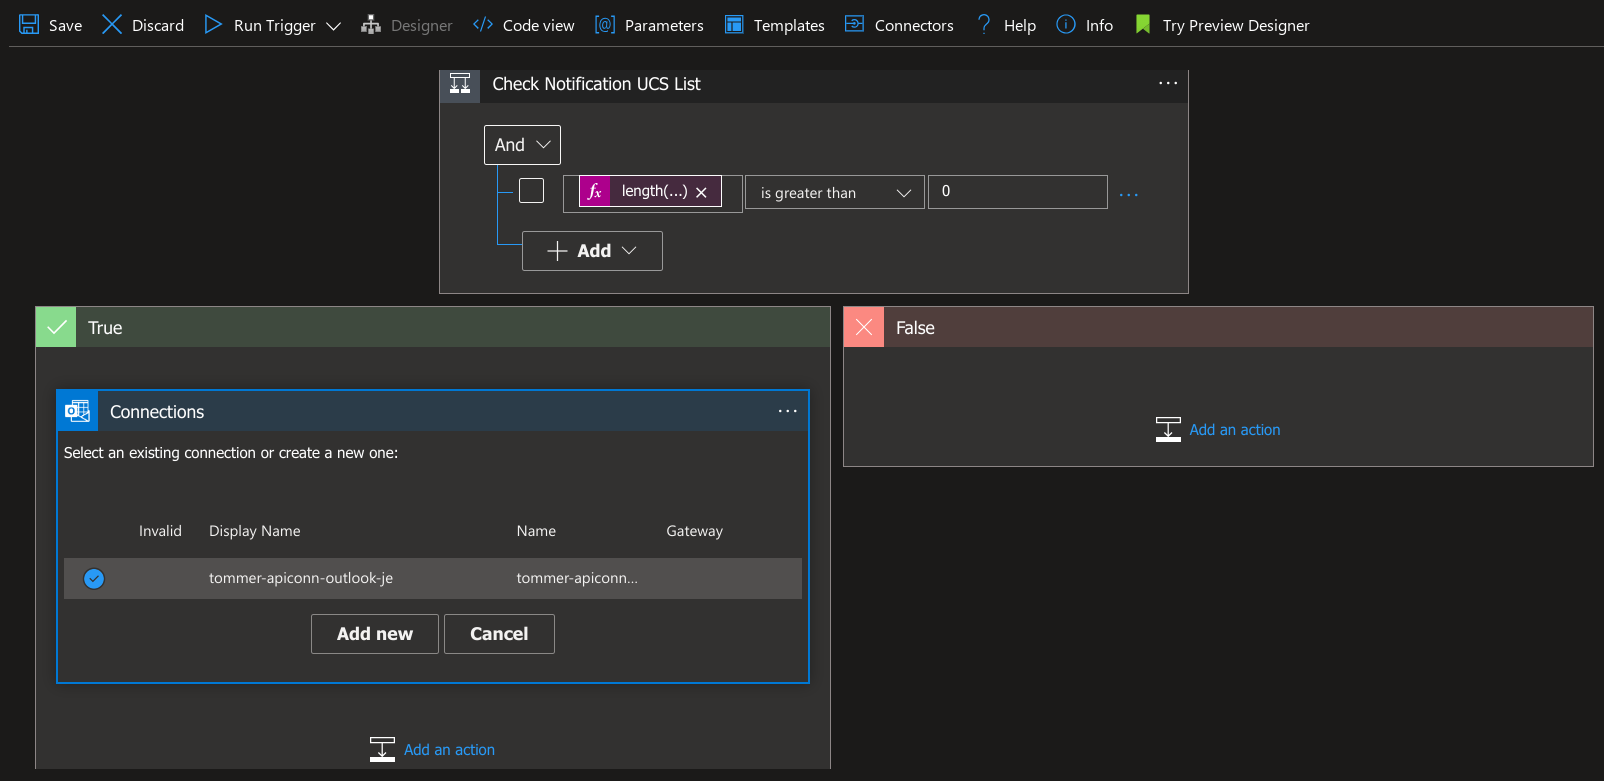 Save Discard Run Trigger Designer Code view Parameters Templates Connectors Help Info Try Preview Designer
Check Notification UCS List
And
fx length(...) is greater than 0
Add
True
False
Connections
Select an existing connection or create a new one:
Add an action
Invalid Display Name Name Gateway
tommer-apiconn-outlook-je tommer-apiconn...
Add new Cancel
Add an action